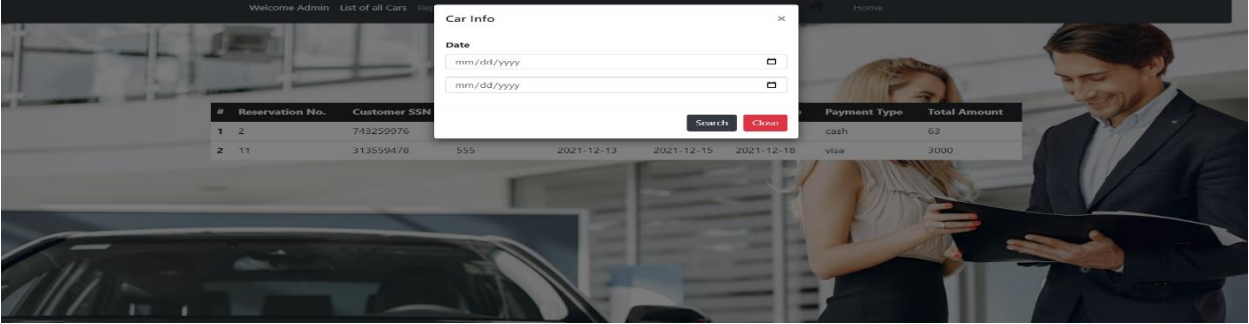 Welcome Admin List of all Cars Home
Car Info ×
Date
mm/dd/yyyy
mm/dd/yyyy
Search Close
# Reservation No. Customer SSN Payment Type Total Amount
1 2 743259976 cash 63
2 11 313559478 555 2021-12-13 2021-12-15 2021-12-18 visa 3000